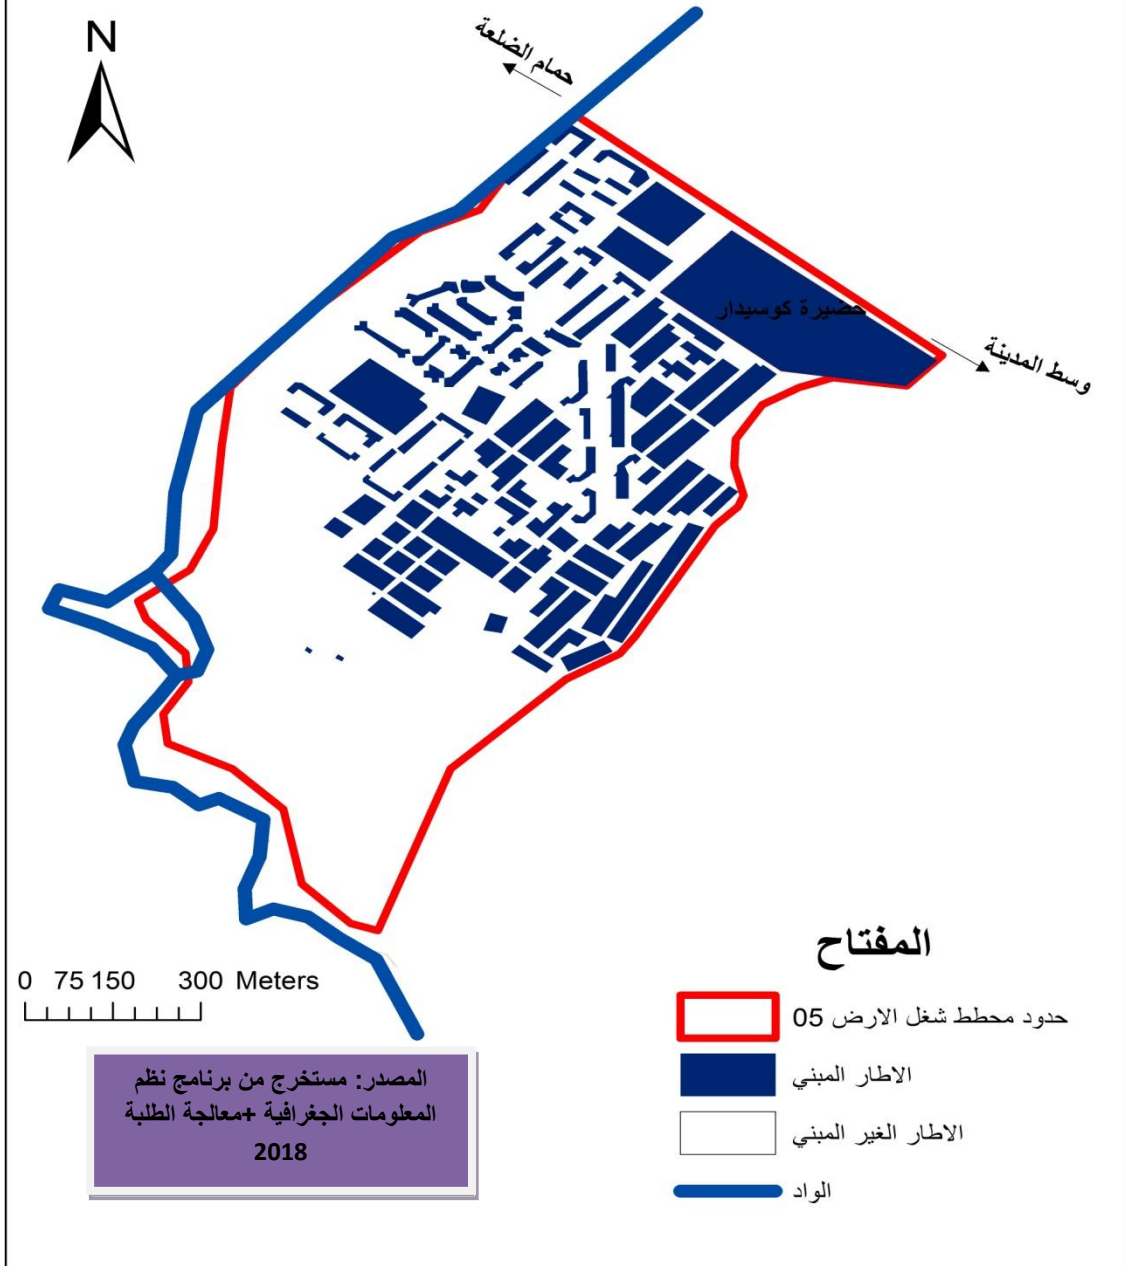 N
حمام الضلعة
حصيرة كوسيدار
وسط المدينة
المفتاح
حدود محطط شغل الارض 05
الاطار المبني
الاطار الغير المبني
الواد
0 75 150 300 Meters
المصدر: مستخرج من برنامج نظم
المعلومات الجغرافية +معالجة الطلبة
2018